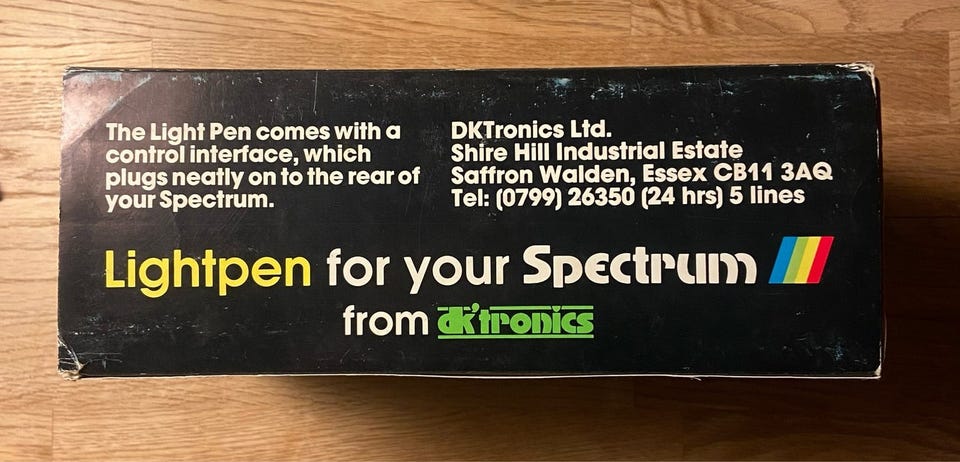 The Light Pen comes with a
control interface, which
plugs neatly on to the rear of
your Spectrum.
DKTronics Ltd.
Shire Hill Industrial Estate
Saffron Walden, Essex CB11 3AQ
Tel: (0799) 26350 (24 hrs) 5 lines
Lightpen for your Spectrum
from dk'tronics